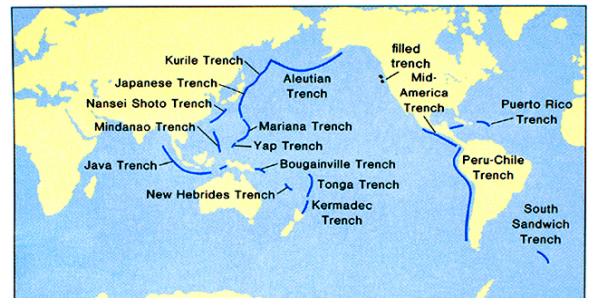 Kurile Trench
Japanese Trench
Nansei Shoto Trench
Mindanao Trench
Java Trench
Aleutian
Trench
Mariana Trench
Yap Trench
Bougainville Trench
New Hebrides Trench
Tonga Trench
Kermadec
Trench
filled
trench
Mid-
America
Trench
Puerto Rico
Trench
Peru-Chile
Trench
South
Sandwich
Trench